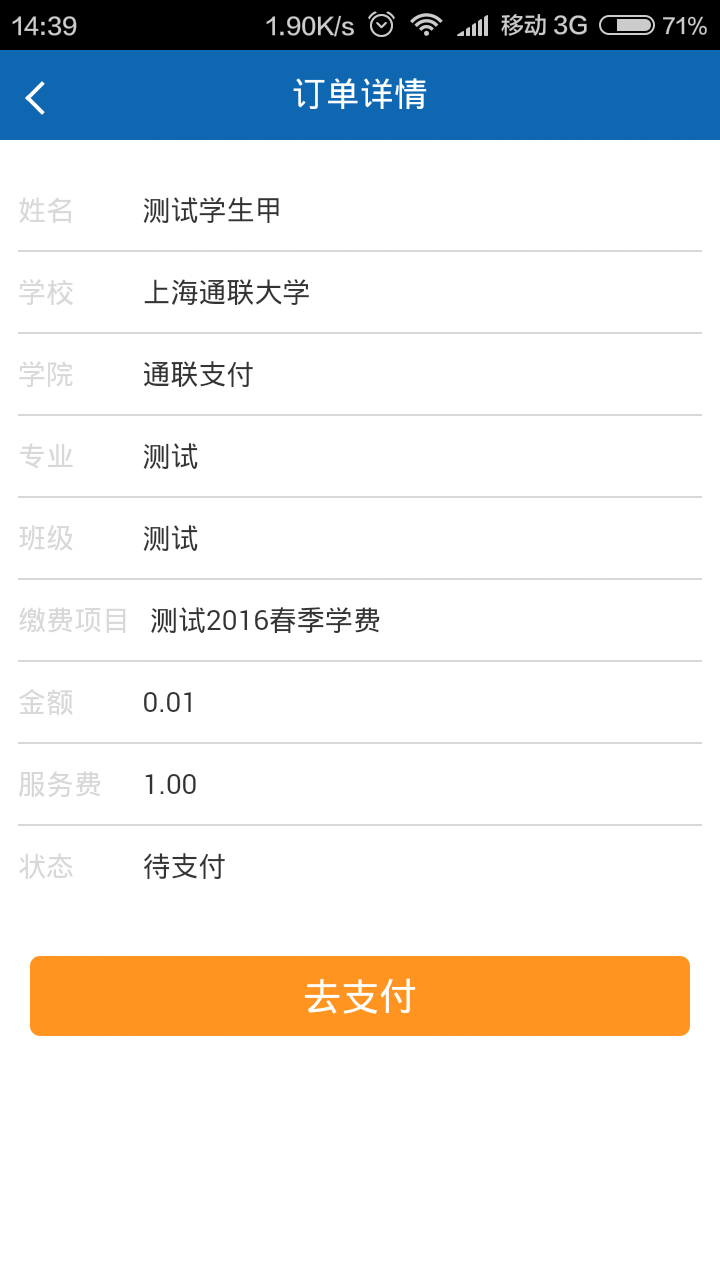 14:39 1.90K/s 移动 3G 71%
订单详情
姓名 测试学生甲
学校 上海通联大学
学院 通联支付
专业 测试
班级 测试
缴费项目 测试2016春季学费
金额 0.01
服务费 1.00
状态 待支付
去支付